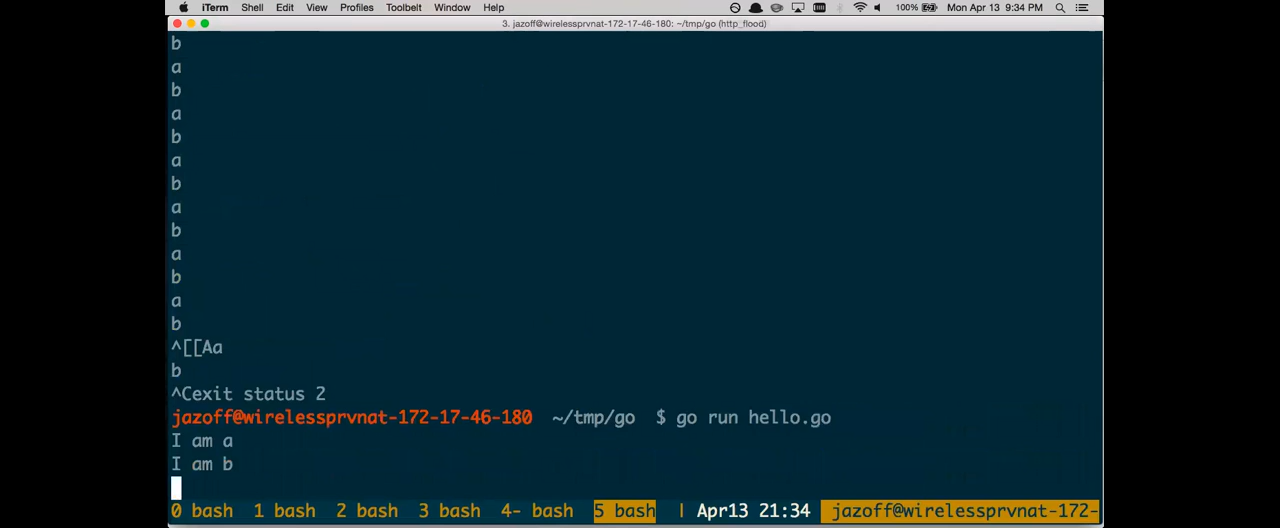 iTerm Shell Edit View Profiles Toolbelt Window Help 100% Mon Apr 13 9:34 PM
3. jazoff@wirelessprvnat-172-17-46-180: ~/tmp/go (http_flood)
b
a
b
a
b
a
b
a
b
a
b
a
b
^[[Aa
b
^Cexit status 2
jazoff@wirelessprvnat-172-17-46-180 ~/tmp/go $ go run hello.go
I am a
I am b
0 bash 1 bash 2 bash 3 bash 4- bash 5 bash | Apr13 21:34 jazoff@wirelessprvnat-172-